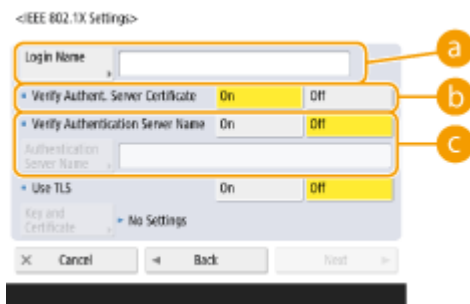 <IEEE 802.1X Settings>
Login Name
a
Verify Authent. Server Certificate On Off
b
Verify Authentication Server Name On Off
c
Authentication
Server Name
Use TLS On Off
Key and
Certificate
No Settings
Cancel Back Next